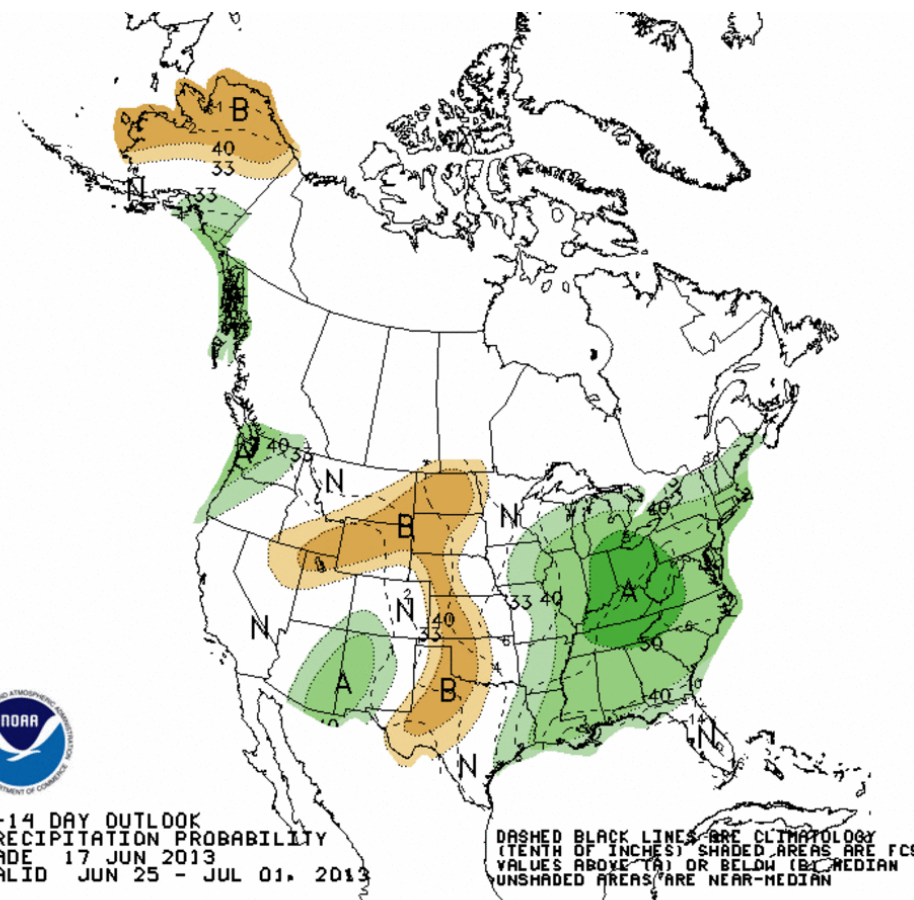 B
40
33
N
33
A
40
33
N
B
N
A
33
40
2
N
40
33
N
50
A
B
40
N
N
NOAA
-14 DAY OUTLOOK
RECIPITATION PROBABILITY
ADE 17 JUN 2013
ALID JUN 25 - JUL 01, 2013
DASHED BLACK LINES ARE CLIMATOLOGY
(TENTH OF INCHES) SHADED AREAS ARE FCS
VALUES ABOVE (A) OR BELOW (B) MEDIAN
UNSHADED AREAS ARE NEAR-MEDIAN